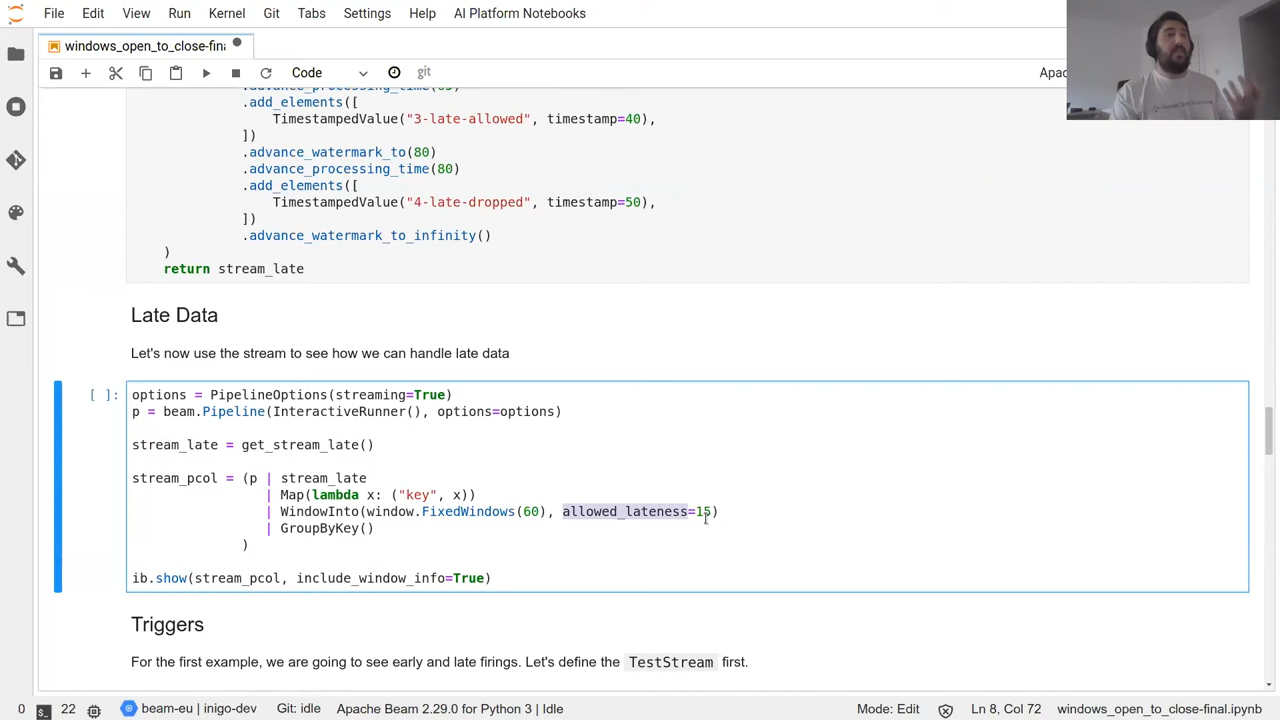 File Edit View Run Kernel Git Tabs Settings Help AI Platform Notebooks
windows_open_to_close-fin
Code git Apac
.advance_processing_time(65)
.add_elements([
TimestampedValue("3-late-allowed", timestamp=40),
])
.advance_watermark_to(80)
.advance_processing_time(80)
.add_elements([
TimestampedValue("4-late-dropped", timestamp=50),
])
.advance_watermark_to_infinity()
)
return stream_late
Late Data
Let's now use the stream to see how we can handle late data
[ ]: options = PipelineOptions(streaming=True)
p = beam.Pipeline(InteractiveRunner(), options=options)
stream_late = get_stream_late()
stream_pcol = (p | stream_late
| Map(lambda x: ("key", x))
| WindowInto(window.FixedWindows(60), allowed_lateness=15)
| GroupByKey()
)
ib.show(stream_pcol, include_window_info=True)
Triggers
For the first example, we are going to see early and late firings. Let's define the TestStream first.
0 22 beam-eu | inigo-dev Git: idle Apache Beam 2.29.0 for Python 3 | Idle Mode: Edit Ln 8, Col 72 windows_open_to_close-final.ipynb